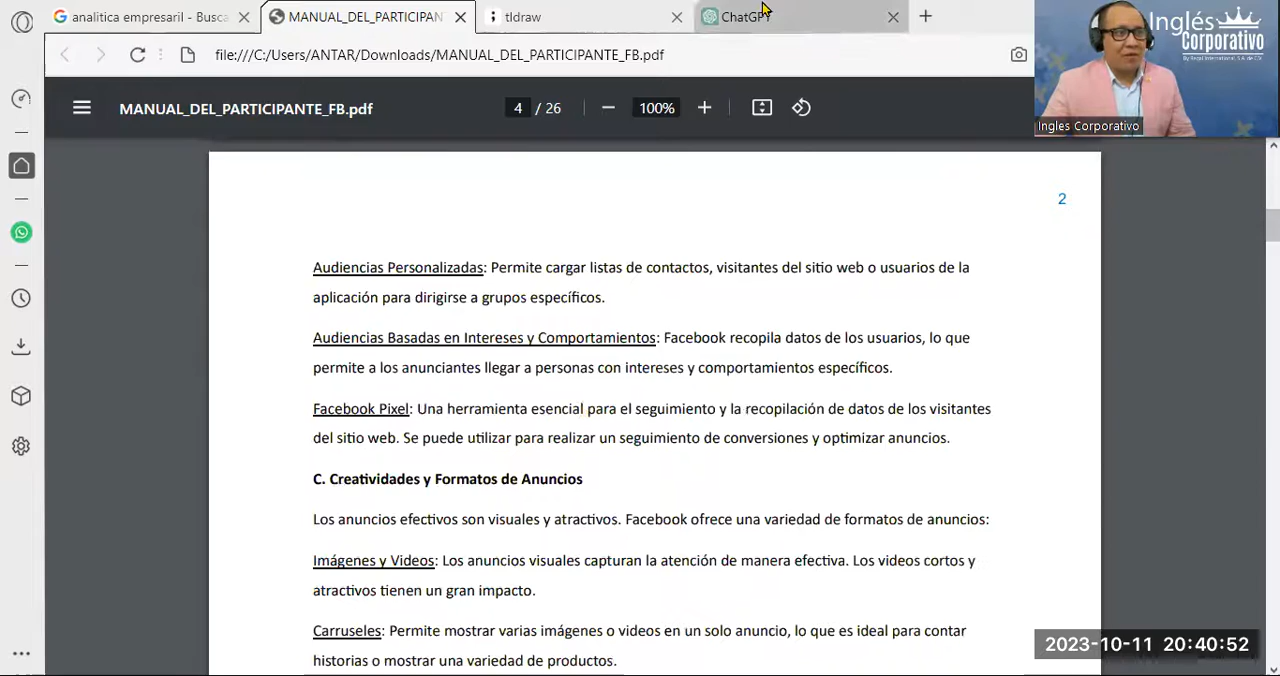 analitica empresaril - Busca
MANUAL_DEL_PARTICIPAN
tldraw
ChatGPT
file:///C:/Users/ANTAR/Downloads/MANUAL_DEL_PARTICIPANTE_FB.pdf
MANUAL_DEL_PARTICIPANTE_FB.pdf
4 / 26
100%
Inglés
Corporativo
By Regal International, S.A. de C.V.
Ingles Corporativo
2
Audiencias Personalizadas: Permite cargar listas de contactos, visitantes del sitio web o usuarios de la
aplicación para dirigirse a grupos específicos.
Audiencias Basadas en Intereses y Comportamientos: Facebook recopila datos de los usuarios, lo que
permite a los anunciantes llegar a personas con intereses y comportamientos específicos.
Facebook Pixel: Una herramienta esencial para el seguimiento y la recopilación de datos de los visitantes
del sitio web. Se puede utilizar para realizar un seguimiento de conversiones y optimizar anuncios.
C. Creatividades y Formatos de Anuncios
Los anuncios efectivos son visuales y atractivos. Facebook ofrece una variedad de formatos de anuncios:
Imágenes y Videos: Los anuncios visuales capturan la atención de manera efectiva. Los videos cortos y
atractivos tienen un gran impacto.
Carruseles: Permite mostrar varias imágenes o videos en un solo anuncio, lo que es ideal para contar
historias o mostrar una variedad de productos.
2023-10-11 20:40:52